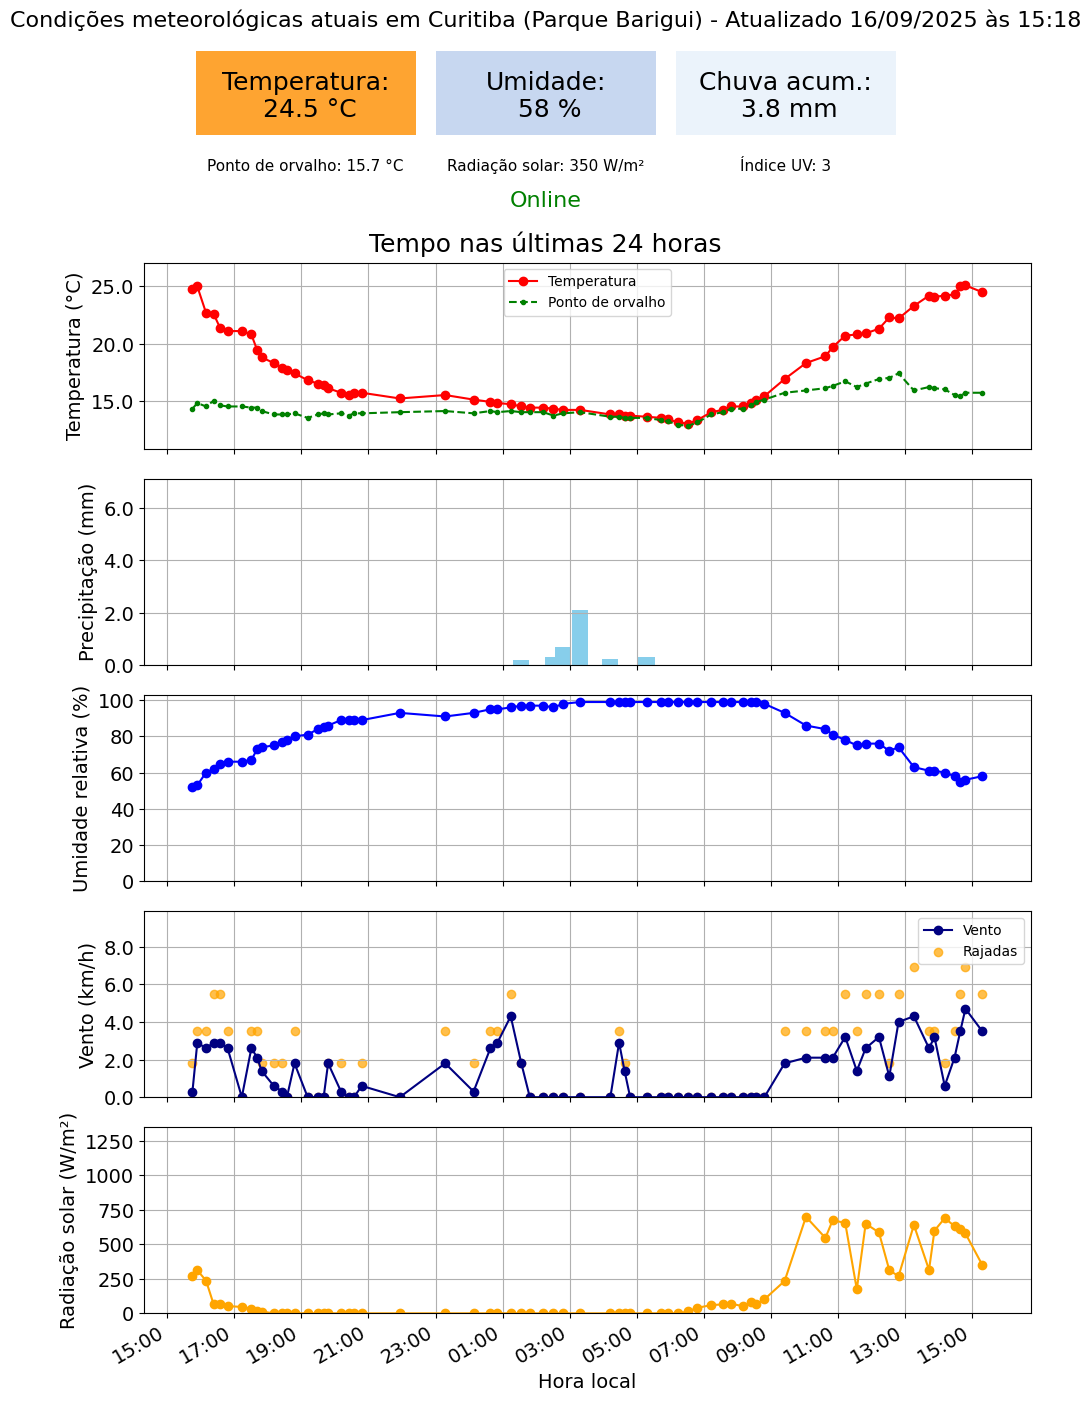 Condições meteorológicas atuais em Curitiba (Parque Barigui) - Atualizado 16/09/2025 às 15:18
Temperatura:
24.5 °C
Umidade:
58 %
Chuva acum.:
3.8 mm
Ponto de orvalho: 15.7 °C
Radiação solar: 350 W/m²
Índice UV: 3
Online
Tempo nas últimas 24 horas
Temperatura (°C)
25.0
20.0
15.0
Temperatura
Ponto de orvalho
Precipitação (mm)
6.0
4.0
2.0
0.0
Umidade relativa (%)
100
80
60
40
20
0
Vento (km/h)
8.0
6.0
4.0
2.0
0.0
Vento
Rajadas
Radiação solar (W/m²)
1250
1000
750
500
250
0
15:00
17:00
19:00
21:00
23:00
01:00
03:00
05:00
07:00
09:00
11:00
13:00
15:00
Hora local